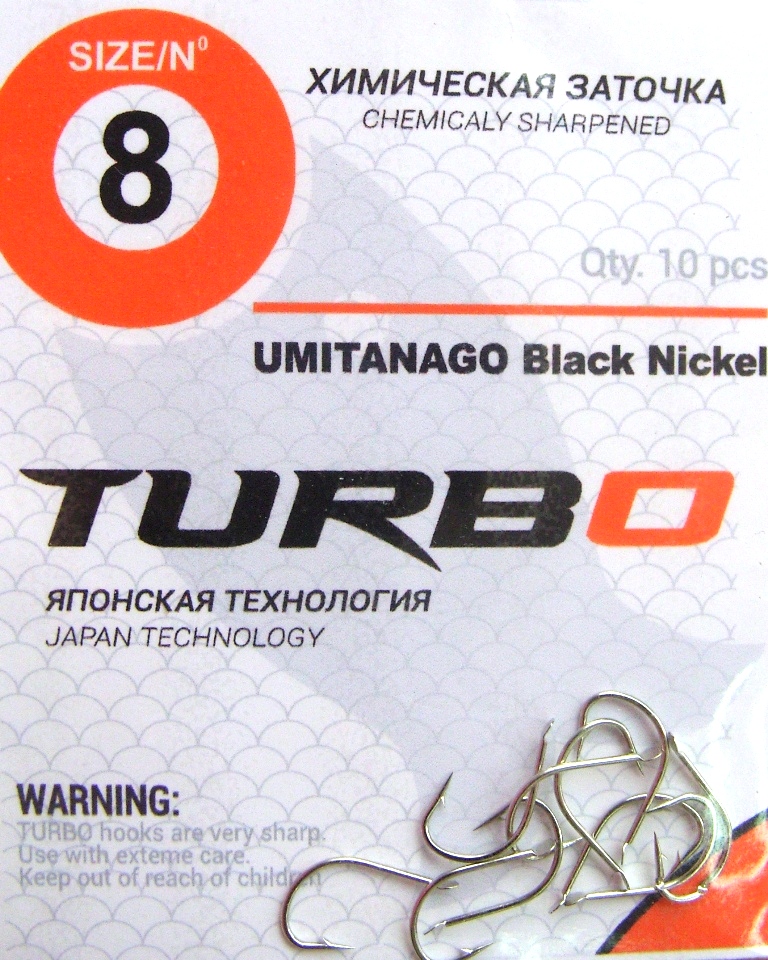 SIZE/N⁰
8
ХИМИЧЕСКАЯ ЗАТОЧКА
CHEMICALY SHARPENED
Qty. 10 pcs
UMITANAGO Black Nickel
TURBO
ЯПОНСКАЯ ТЕХНОЛОГИЯ
JAPAN TECHNOLOGY
WARNING:
TURBO hooks are very sharp.
Use with exteme care.
Keep out of reach of children